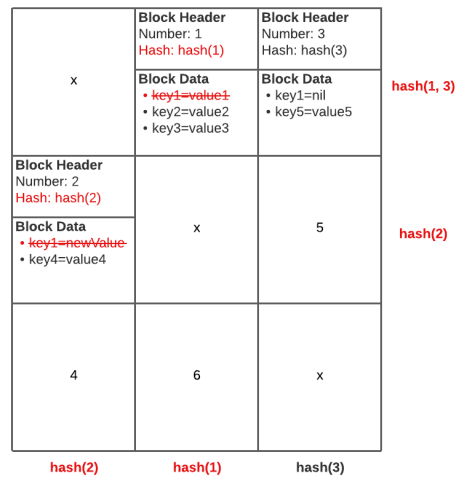 x
Block Header
Number: 1
Hash: hash(1)
Block Data
• key1=value1
• key2=value2
• key3=value3
Block Header
Number: 3
Hash: hash(3)
Block Data
• key1=nil
• key5=value5
hash(1, 3)
Block Header
Number: 2
Hash: hash(2)
Block Data
• key1=newValue
• key4=value4
x
5
hash(2)
4
6
x
hash(2)
hash(1)
hash(3)